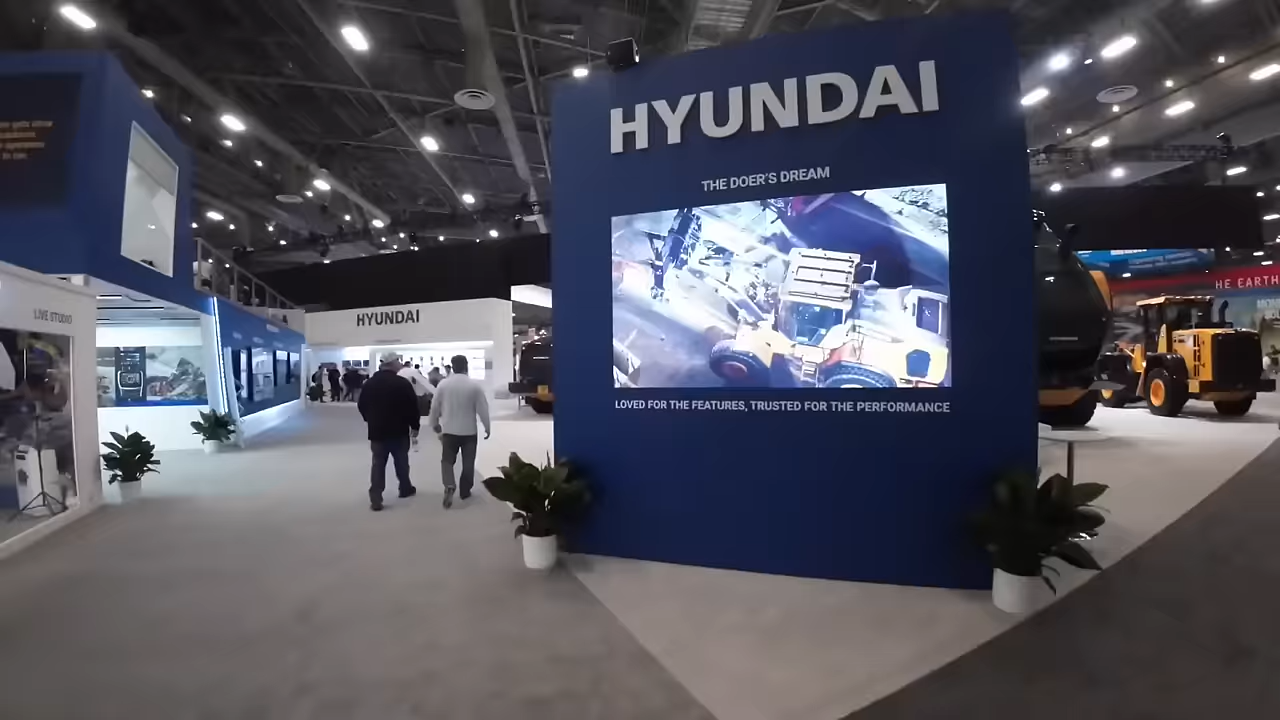 HYUNDAI
THE DOER'S DREAM
LOVED FOR THE FEATURES, TRUSTED FOR THE PERFORMANCE
HYUNDAI
LIVE STUDIO
HE EARTH